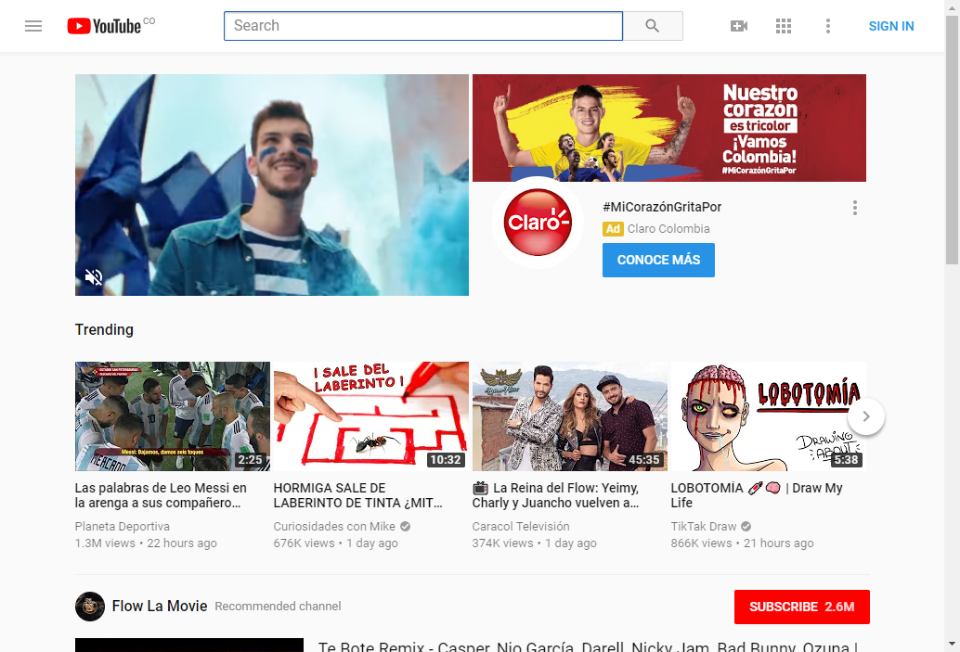 YouTube CO
Search
SIGN IN
Nuestro
corazón
es tricolor
¡Vamos
Colombia!
#MiCorazónGritaPor
Claro
#MiCorazónGritaPor
Ad Claro Colombia
CONOCE MÁS
Trending
Messi: Bajamos, damos seis toques
2:25
¡ SALE DEL
LABERINTO !
10:32
45:35
LOBOTOMÍA
DRAWING
ABOUT
5:38
Las palabras de Leo Messi en
la arenga a sus compañero...
Planeta Deportiva
1.3M views • 22 hours ago
HORMIGA SALE DE
LABERINTO DE TINTA ¿MIT...
Curiosidades con Mike
676K views • 1 day ago
La Reina del Flow: Yeimy,
Charly y Juancho vuelven a...
Caracol Televisión
374K views • 1 day ago
LOBOTOMÍA | Draw My
Life
TikTak Draw
866K views • 21 hours ago
Flow La Movie Recommended channel
SUBSCRIBE 2.6M
Te Bote Remix - Casper, Nio García, Darell, Nicky Jam, Bad Bunny, Ozuna |